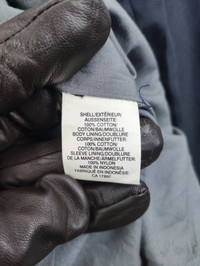 SHELL/EXTÉRIEUR/
AUSSENSEITE:
100% COTTON/
COTON/BAUMWOLLE
BODY LINING/DOUBLURE
CORPS/INNENFUTTER:
100% COTTON/
COTON/BAUMWOLLE
SLEEVE LINING/DOUBLURE
DE LA MANCHE/ÄRMELFUTTER:
100% NYLON
MADE IN INDONESIA
FABRIQUÉ EN INDONÉSIE